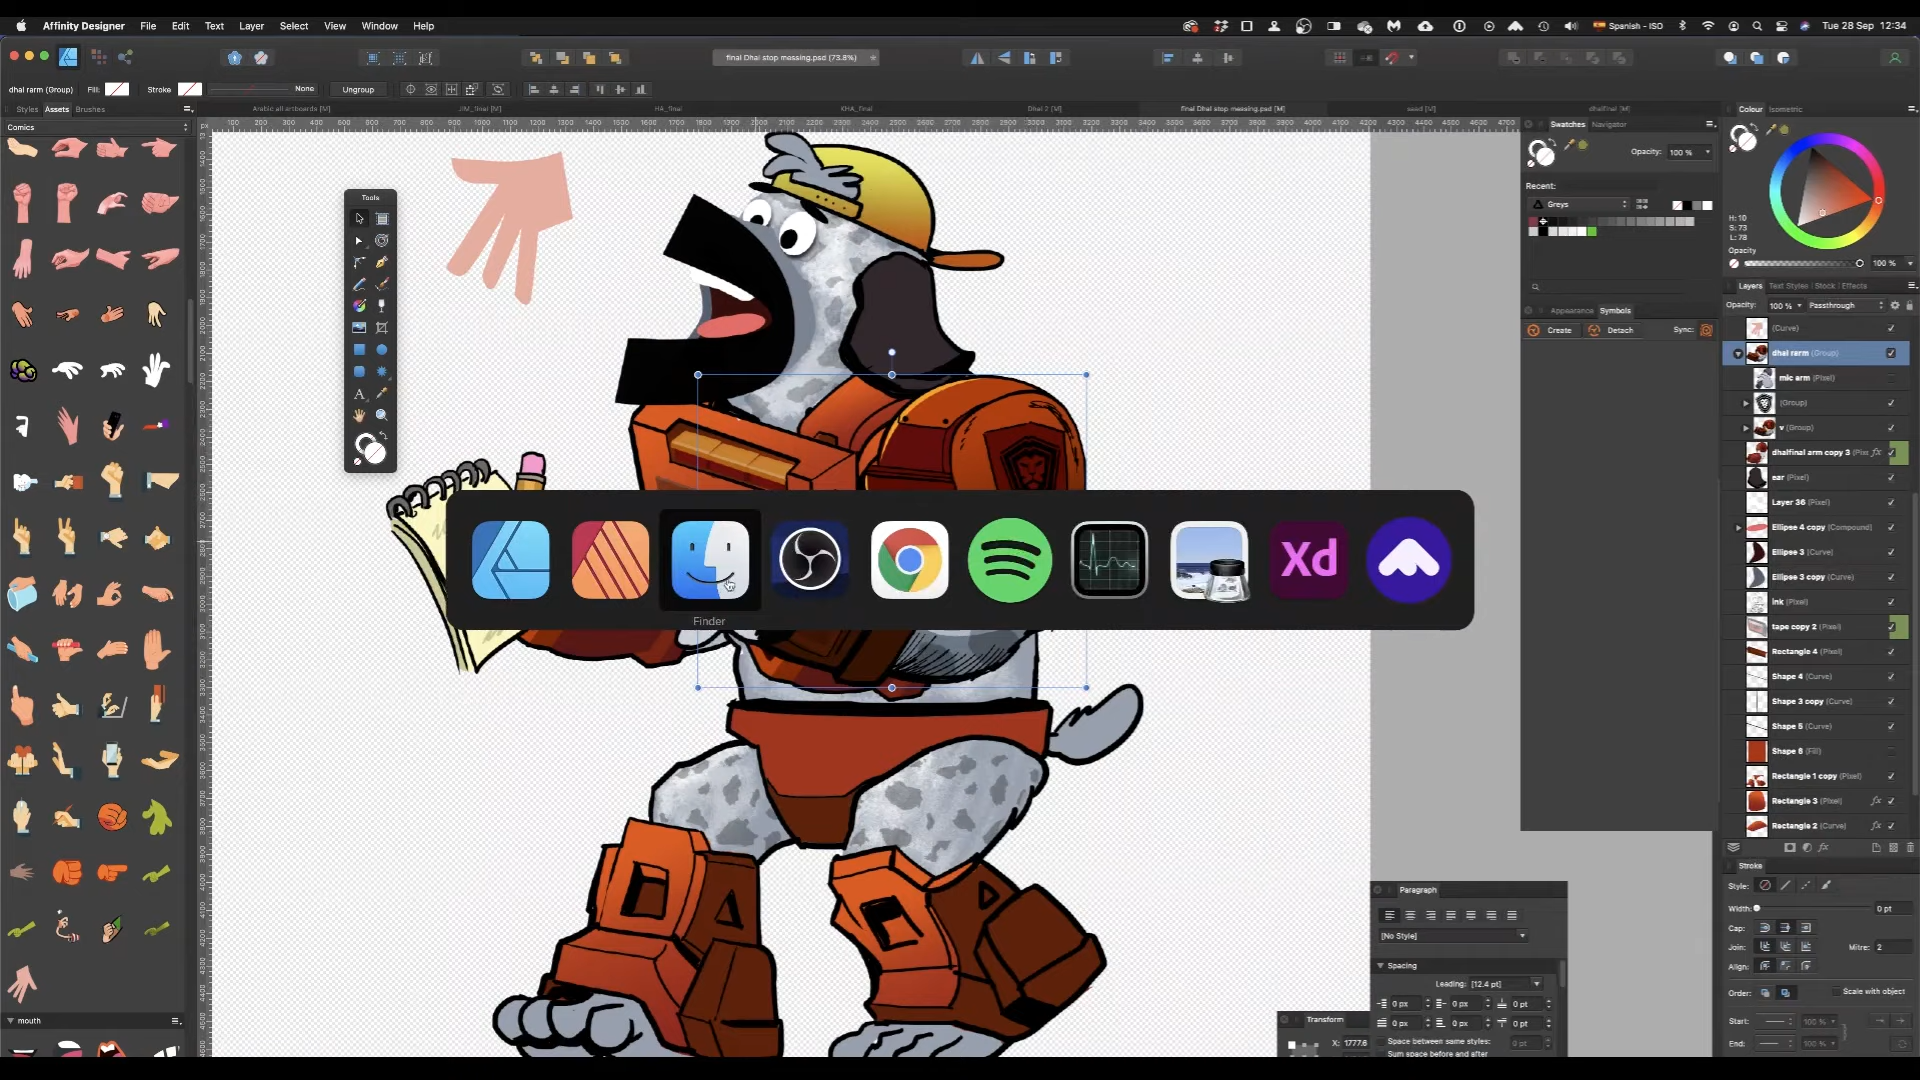 Affinity Designer File Edit Text Layer Select View Window Help
Spanish - ISO
Tue 28 Sep 12:34
final Dhal stop messing.psd (73.8%)
dhal rarm (Group)
Fill:
Stroke
None
Ungroup
Styles Assets Brushes
Arabic all artboards [M]
JIM_final [M]
HA_final
KHA_final
Dhal 2 [M]
final Dhal stop messing.psd [M]
seed [M]
dhalfinal [M]
Comics
mouth
Tools
Finder
Xd
Swatches Navigator
Opacity: 100 %
Recent:
Greys
Appearance Symbols
Create Detach Sync:
Colour Isometric
H: 10
S: 73
L: 78
Opacity
100 %
Layers Text Styles Stock Effects
Opacity: 100 % Passthrough
(Curve)
dhal rarm (Group)
mic arm (Pixel)
(Group)
v (Group)
dhalfinal arm copy 3
ear (Pixel)
Layer 36 (Pixel)
Ellipse 4 copy (Compound)
Ellipse 3 (Curve)
Ellipse 3 copy (Curve)
ink (Pixel)
tape copy 2 (Pixel)
Rectangle 4 (Pixel)
Shape 4 (Curve)
Shape 3 copy (Curve)
Shape 5 (Curve)
Shape 6 (Fill)
Rectangle 1 copy (Pixel)
Rectangle 3 (Pixel)
Rectangle 2 (Curve)
Stroke
Style:
Width: 0 pt
Cap:
Join: Mitre: 2
Align:
Order: Scale with object
Start: 100 %
End: 100 %
Paragraph
[No Style]
Spacing
Leading: [12.4 pt]
0 px 0 px 0 pt
0 px 0 px 0 pt
Space between same styles: 0 pt
Sum space before and after
Transform
X: 1777.6